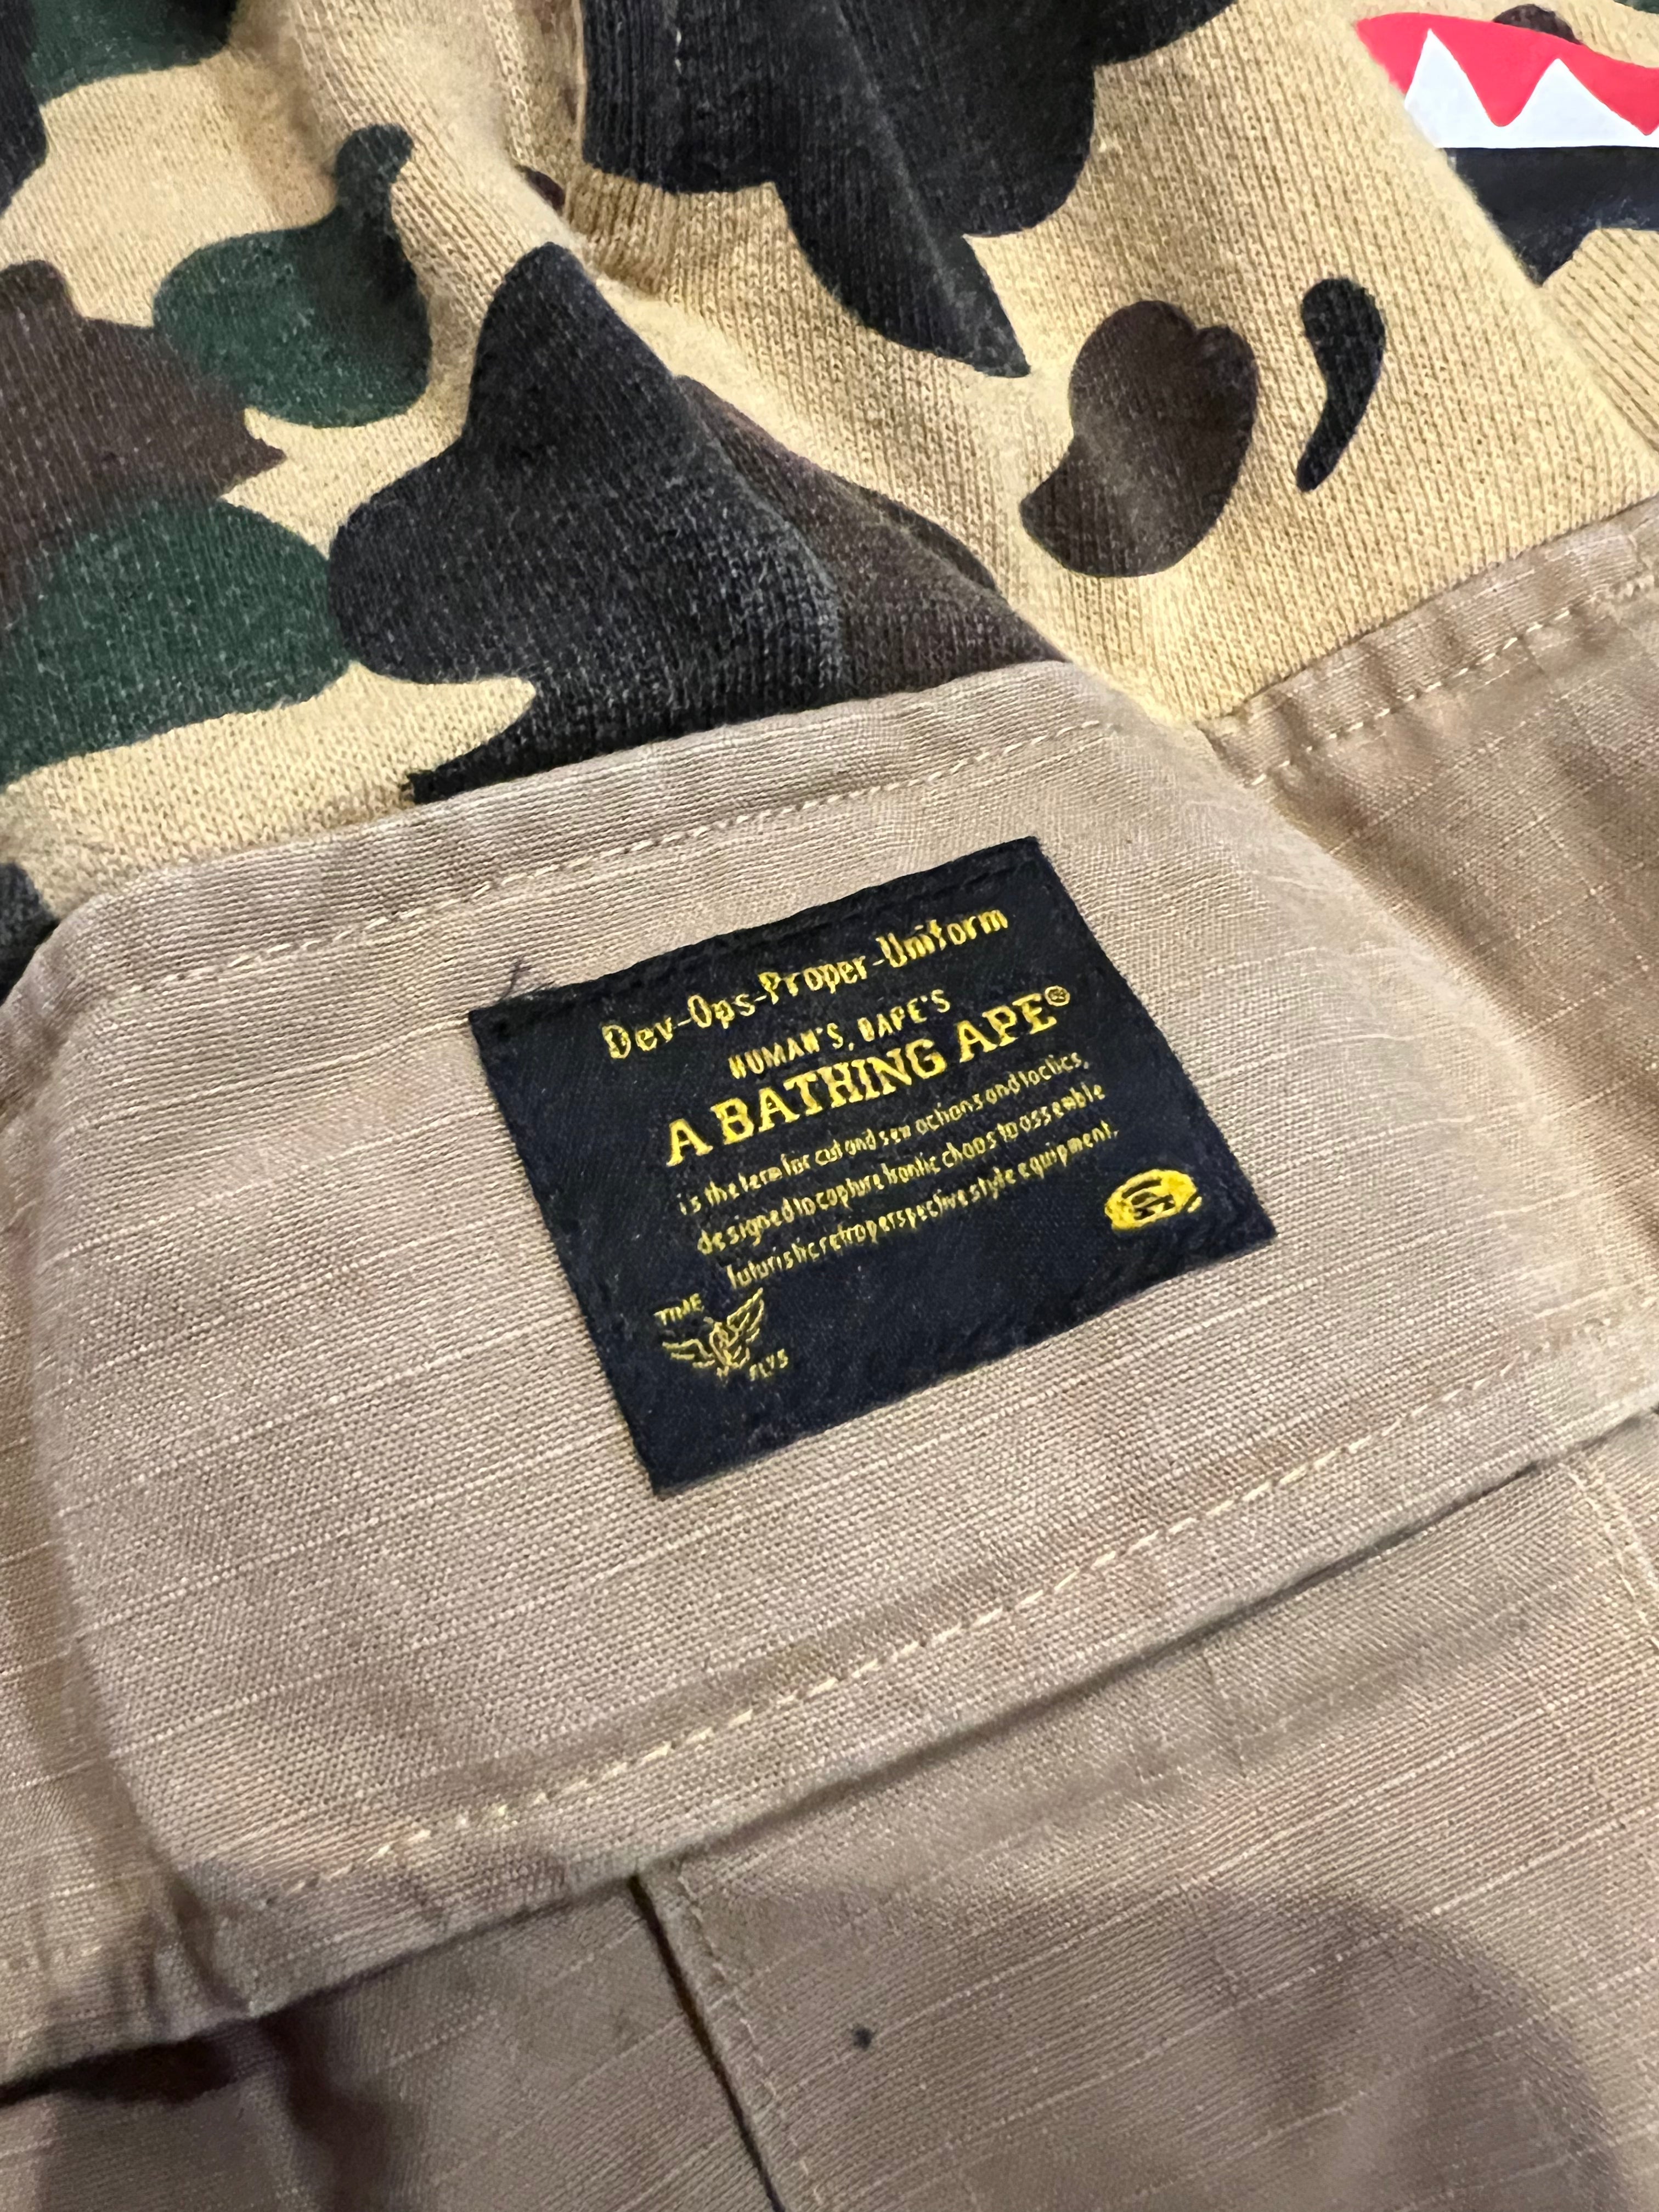 Dev-Ops-Proper-Uniform
HUMAN'S, BAPE'S
A BATHING APE®
is the term for cut and sew actions and tactics,
designed to capture frantic chaos to assemble
futuristic retroperspective style equipment.
TIME
FLYS